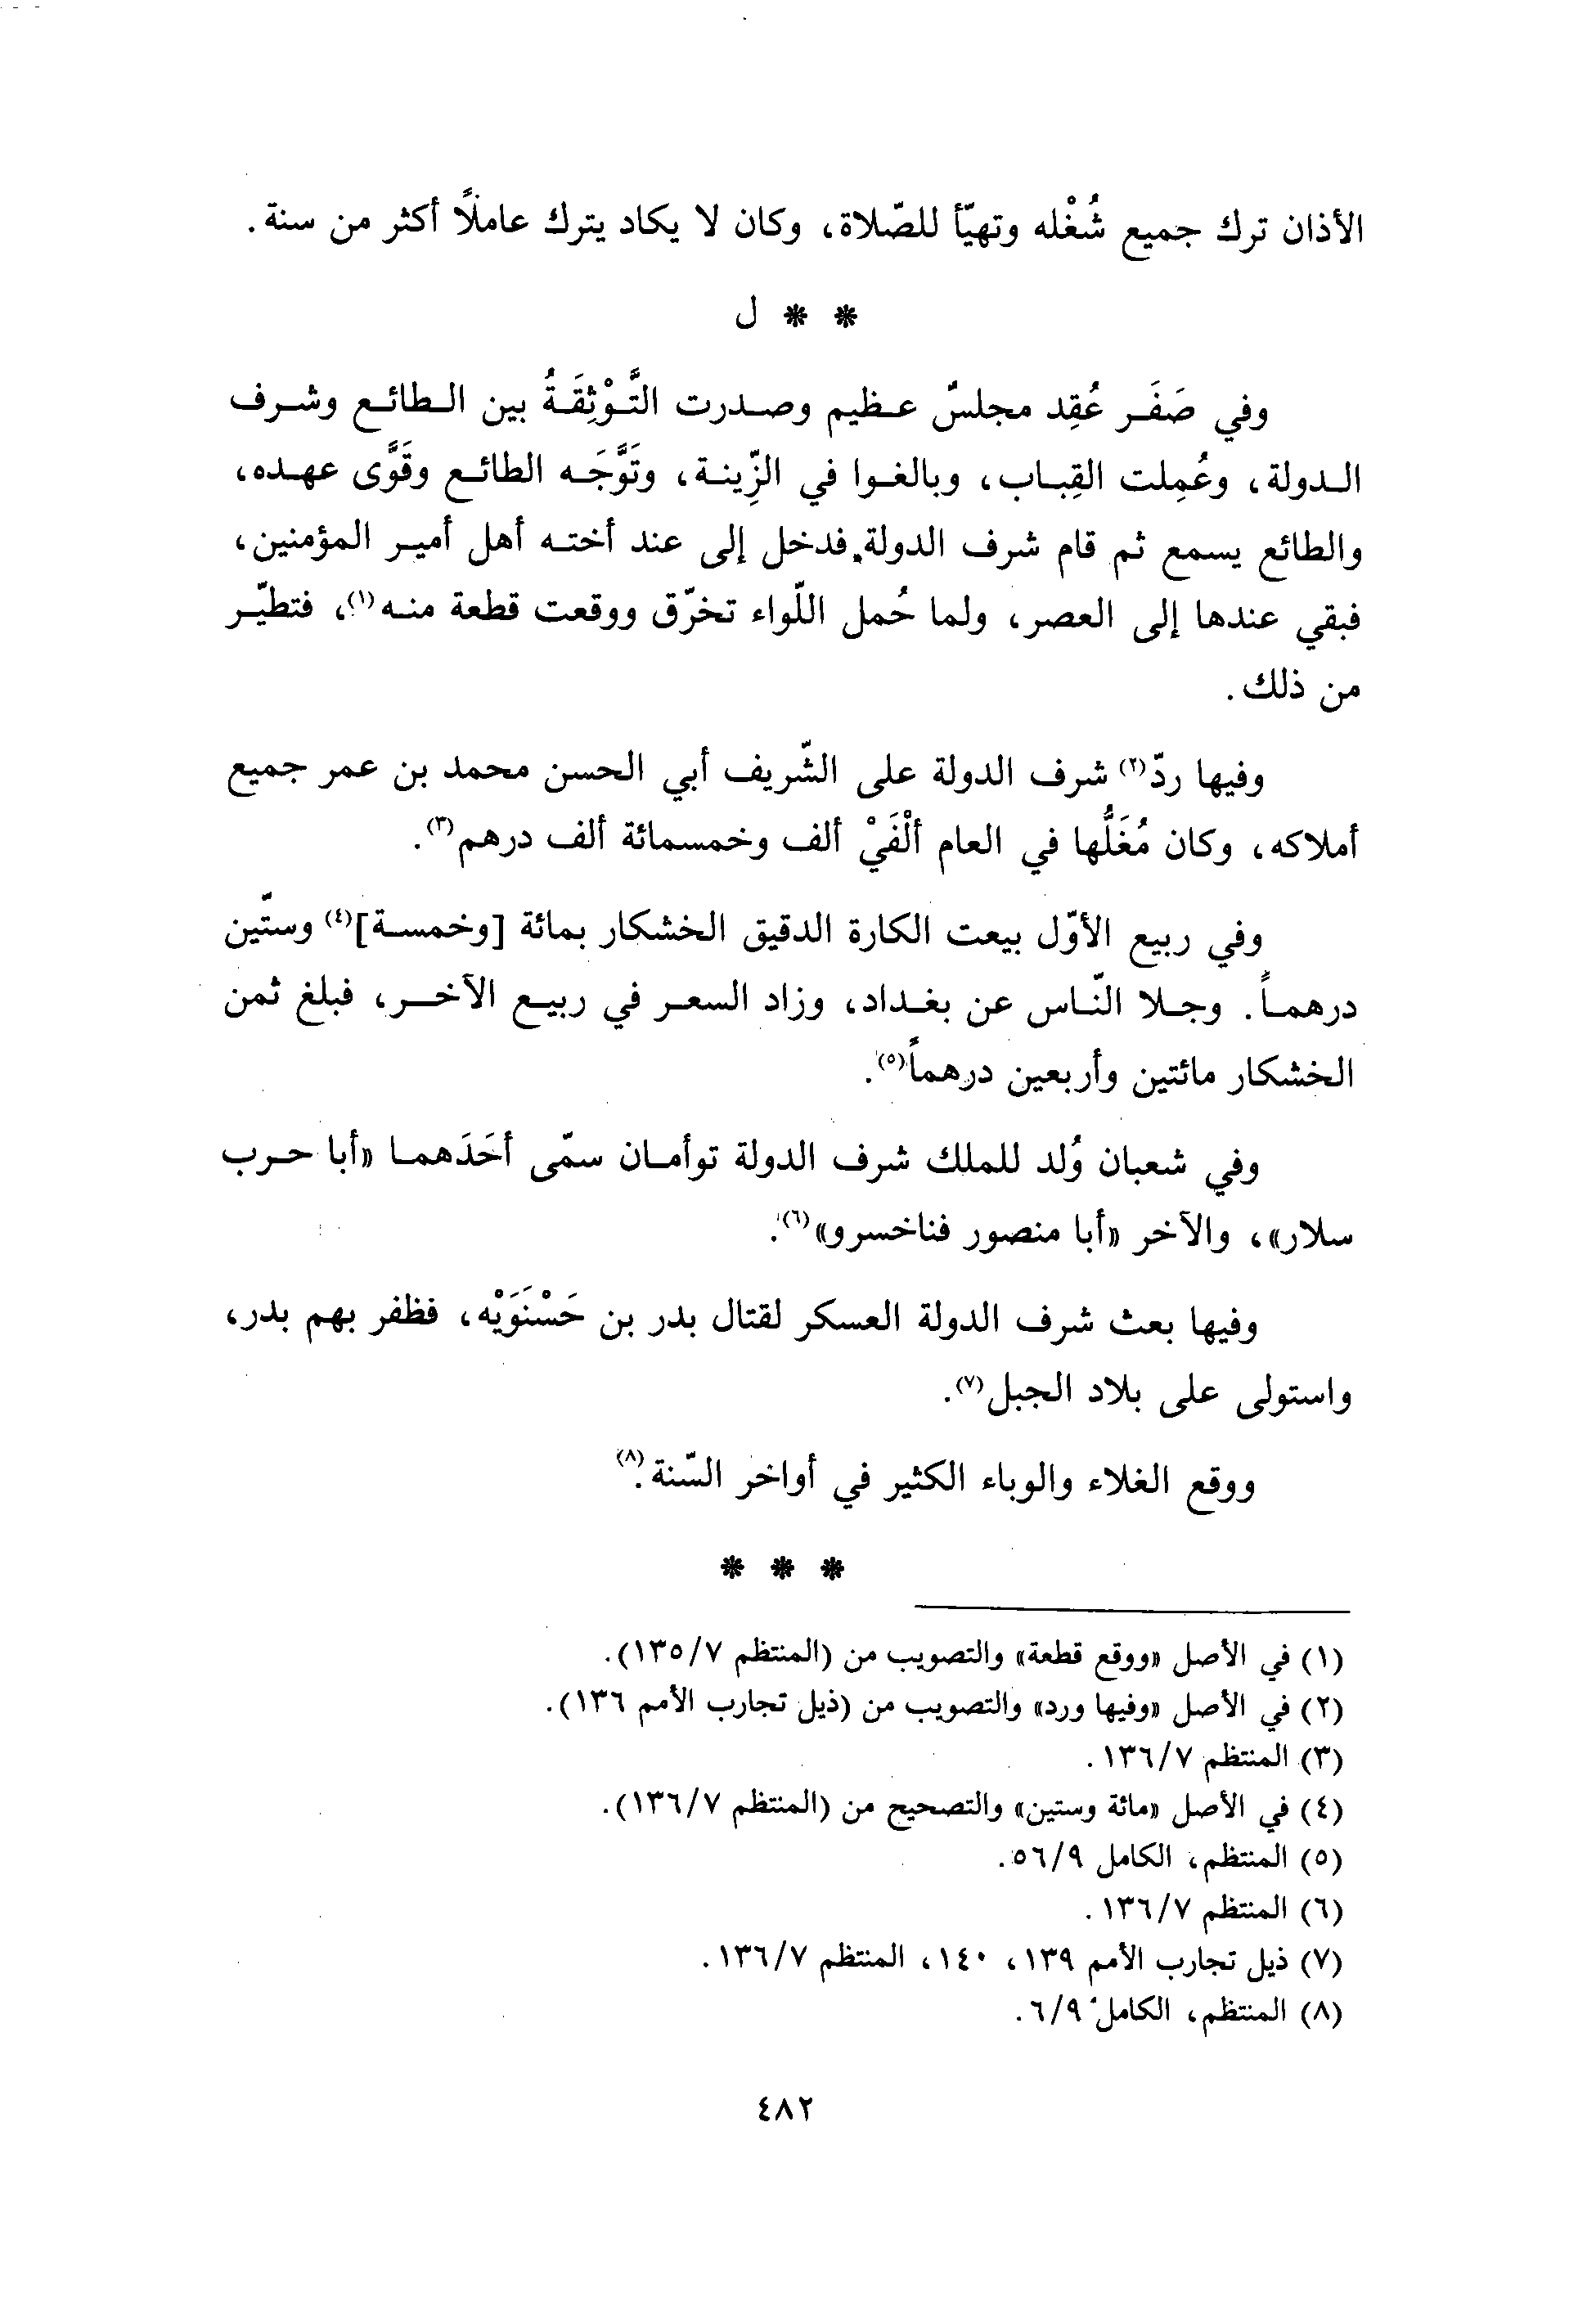 الأذان ترك جميع شُغْله وتهيّأ للصّلاة، وكان لا يكاد يترك عاملًا أكثر من سنة.
* * ل
وفي صَفَر عُقِد مجلسٌ عظيم وصدرت التَّوْثِقَةُ بين الطائع وشرف
الدولة، وعُمِلت القِباب، وبالغوا في الزّينة، وتَوَّجَه الطائع وقَوَّى عهده،
والطائع يسمع ثم قام شرف الدولة فدخل إلى عند أخته أهل أمير المؤمنين،
فبقي عندها إلى العصر، ولما حُمل اللّواء تخرّق ووقعت قطعة منه(١)، فتطيّر
من ذلك.
وفيها ردّ(٢) شرف الدولة على الشّريف أبي الحسن محمد بن عمر جميع
أملاكه، وكان مُغَلُّها في العام ألْفَيْ ألف وخمسمائة ألف درهم(٣).
وفي ربيع الأوّل بيعت الكارة الدقيق الخشكار بمائة [وخمسة](٤) وستّين
درهماً. وجلا النّاس عن بغداد، وزاد السعر في ربيع الآخر، فبلغ ثمن
الخشكار مائتين وأربعين درهماً(٥).
وفي شعبان وُلد للملك شرف الدولة توأمان سمّى أحَدَهما «أبا حرب
سلار»، والآخر «أبا منصور فناخسرو»(٦).
وفيها بعث شرف الدولة العسكر لقتال بدر بن حَسْنَوَيْه، فظفر بهم بدر،
واستولى على بلاد الجبل(٧).
ووقع الغلاء والوباء الكثير في أواخر السّنة(٨).
* * *
(١) في الأصل «ووقع قطعة» والتصويب من (المنتظم ١٣٥/٧).
(٢) في الأصل «وفيها ورد» والتصويب من (ذيل تجارب الأمم ١٣٦).
(٣) المنتظم ١٣٦/٧.
(٤) في الأصل «مائة وستين» والتصحيح من (المنتظم ١٣٦/٧).
(٥) المنتظم، الكامل ٥٦/٩.
(٦) المنتظم ١٣٦/٧.
(٧) ذيل تجارب الأمم ١٣٩، ١٤٠، المنتظم ١٣٦/٧.
(٨) المنتظم، الكامل ٦/٩.
٤٨٢